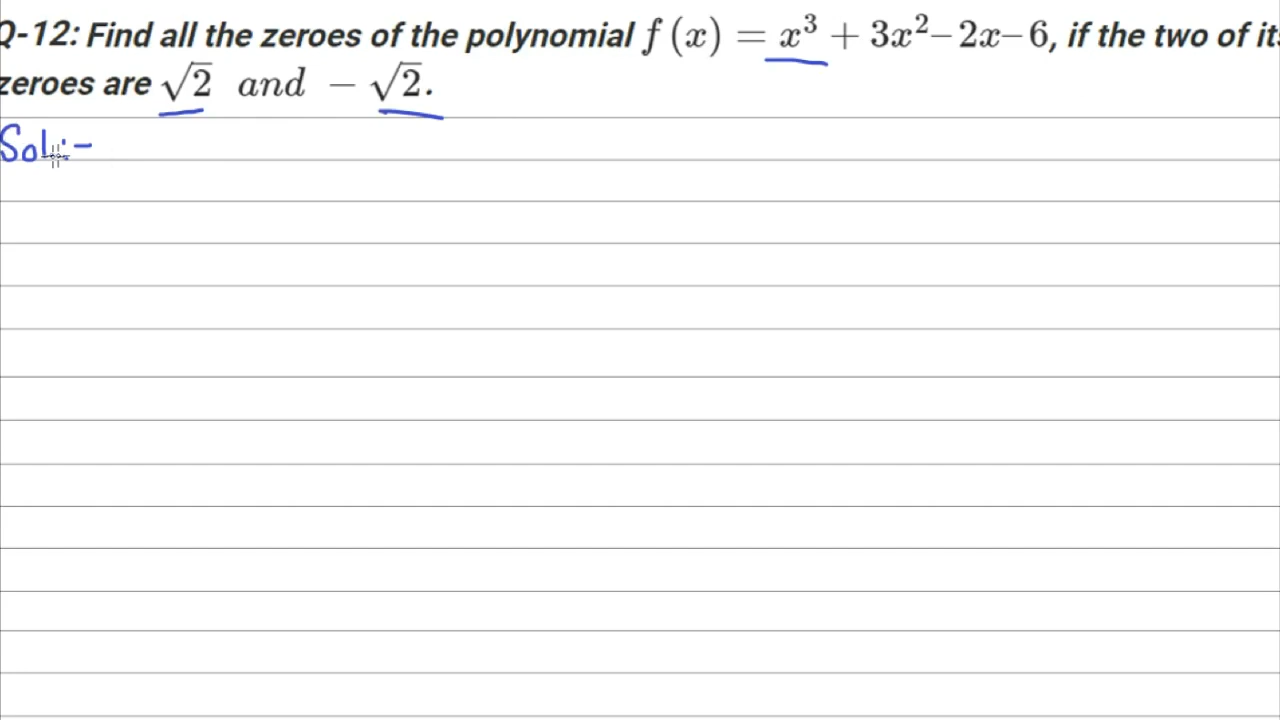 Q-12: Find all the zeroes of the polynomial f (x) = x³ + 3x² – 2x – 6, if the two of its
zeroes are √2 and − √2.
Sol:-